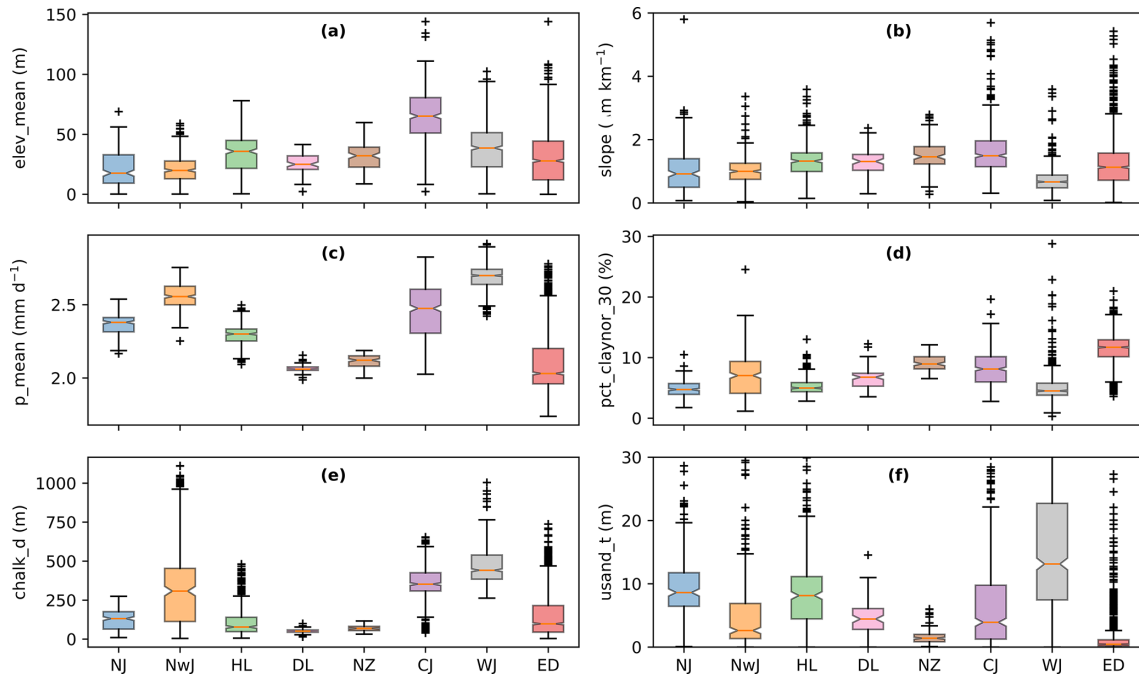 (a)
elev_mean (m)
150
100
50
0
(b)
slope ( .m km⁻¹)
6
4
2
0
(c)
p_mean (mm d⁻¹)
2.5
2.0
(d)
pct_claynor_30 (%)
30
20
10
0
(e)
chalk_d (m)
1000
750
500
250
0
NJ NwJ HL DL NZ CJ WJ ED
(f)
usand_t (m)
30
20
10
0
NJ NwJ HL DL NZ CJ WJ ED